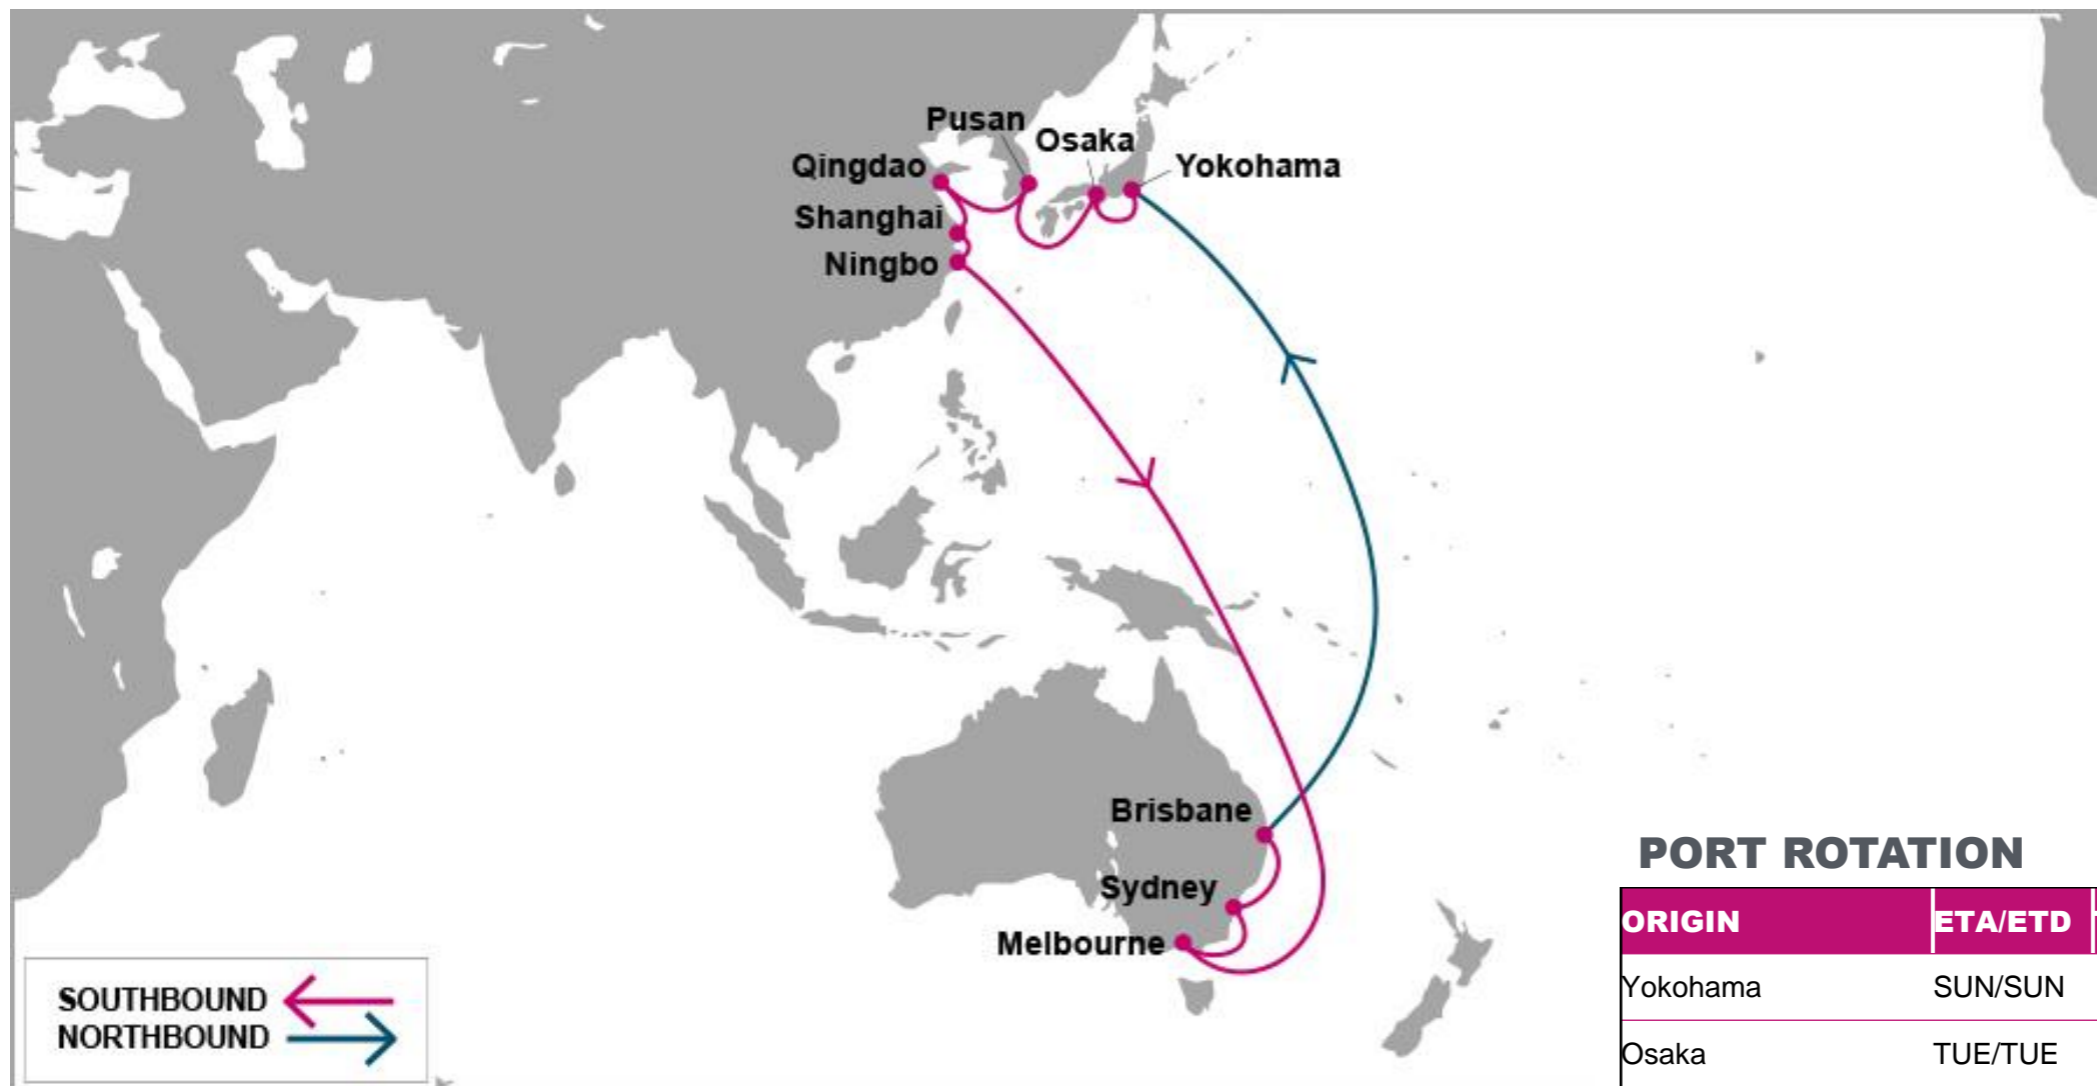 Pusan
Osaka
Qingdao
Yokohama
Shanghai
Ningbo
Brisbane
Sydney
Melbourne
SOUTHBOUND
NORTHBOUND
PORT ROTATION
ORIGIN ETA/ETD
Yokohama SUN/SUN
Osaka TUE/TUE